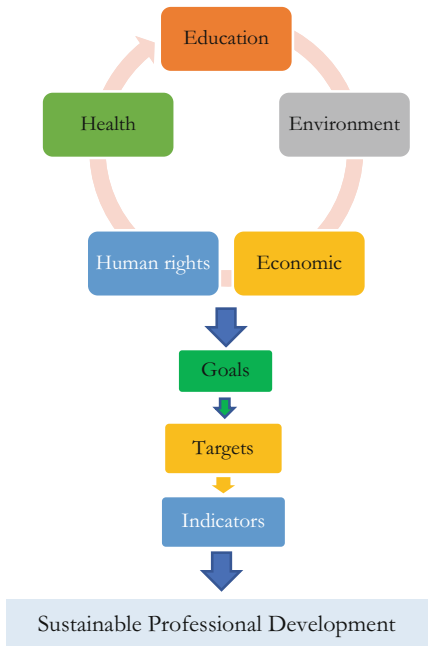 Education
Health
Environment
Human rights
Economic
Goals
Targets
Indicators
Sustainable Professional Development